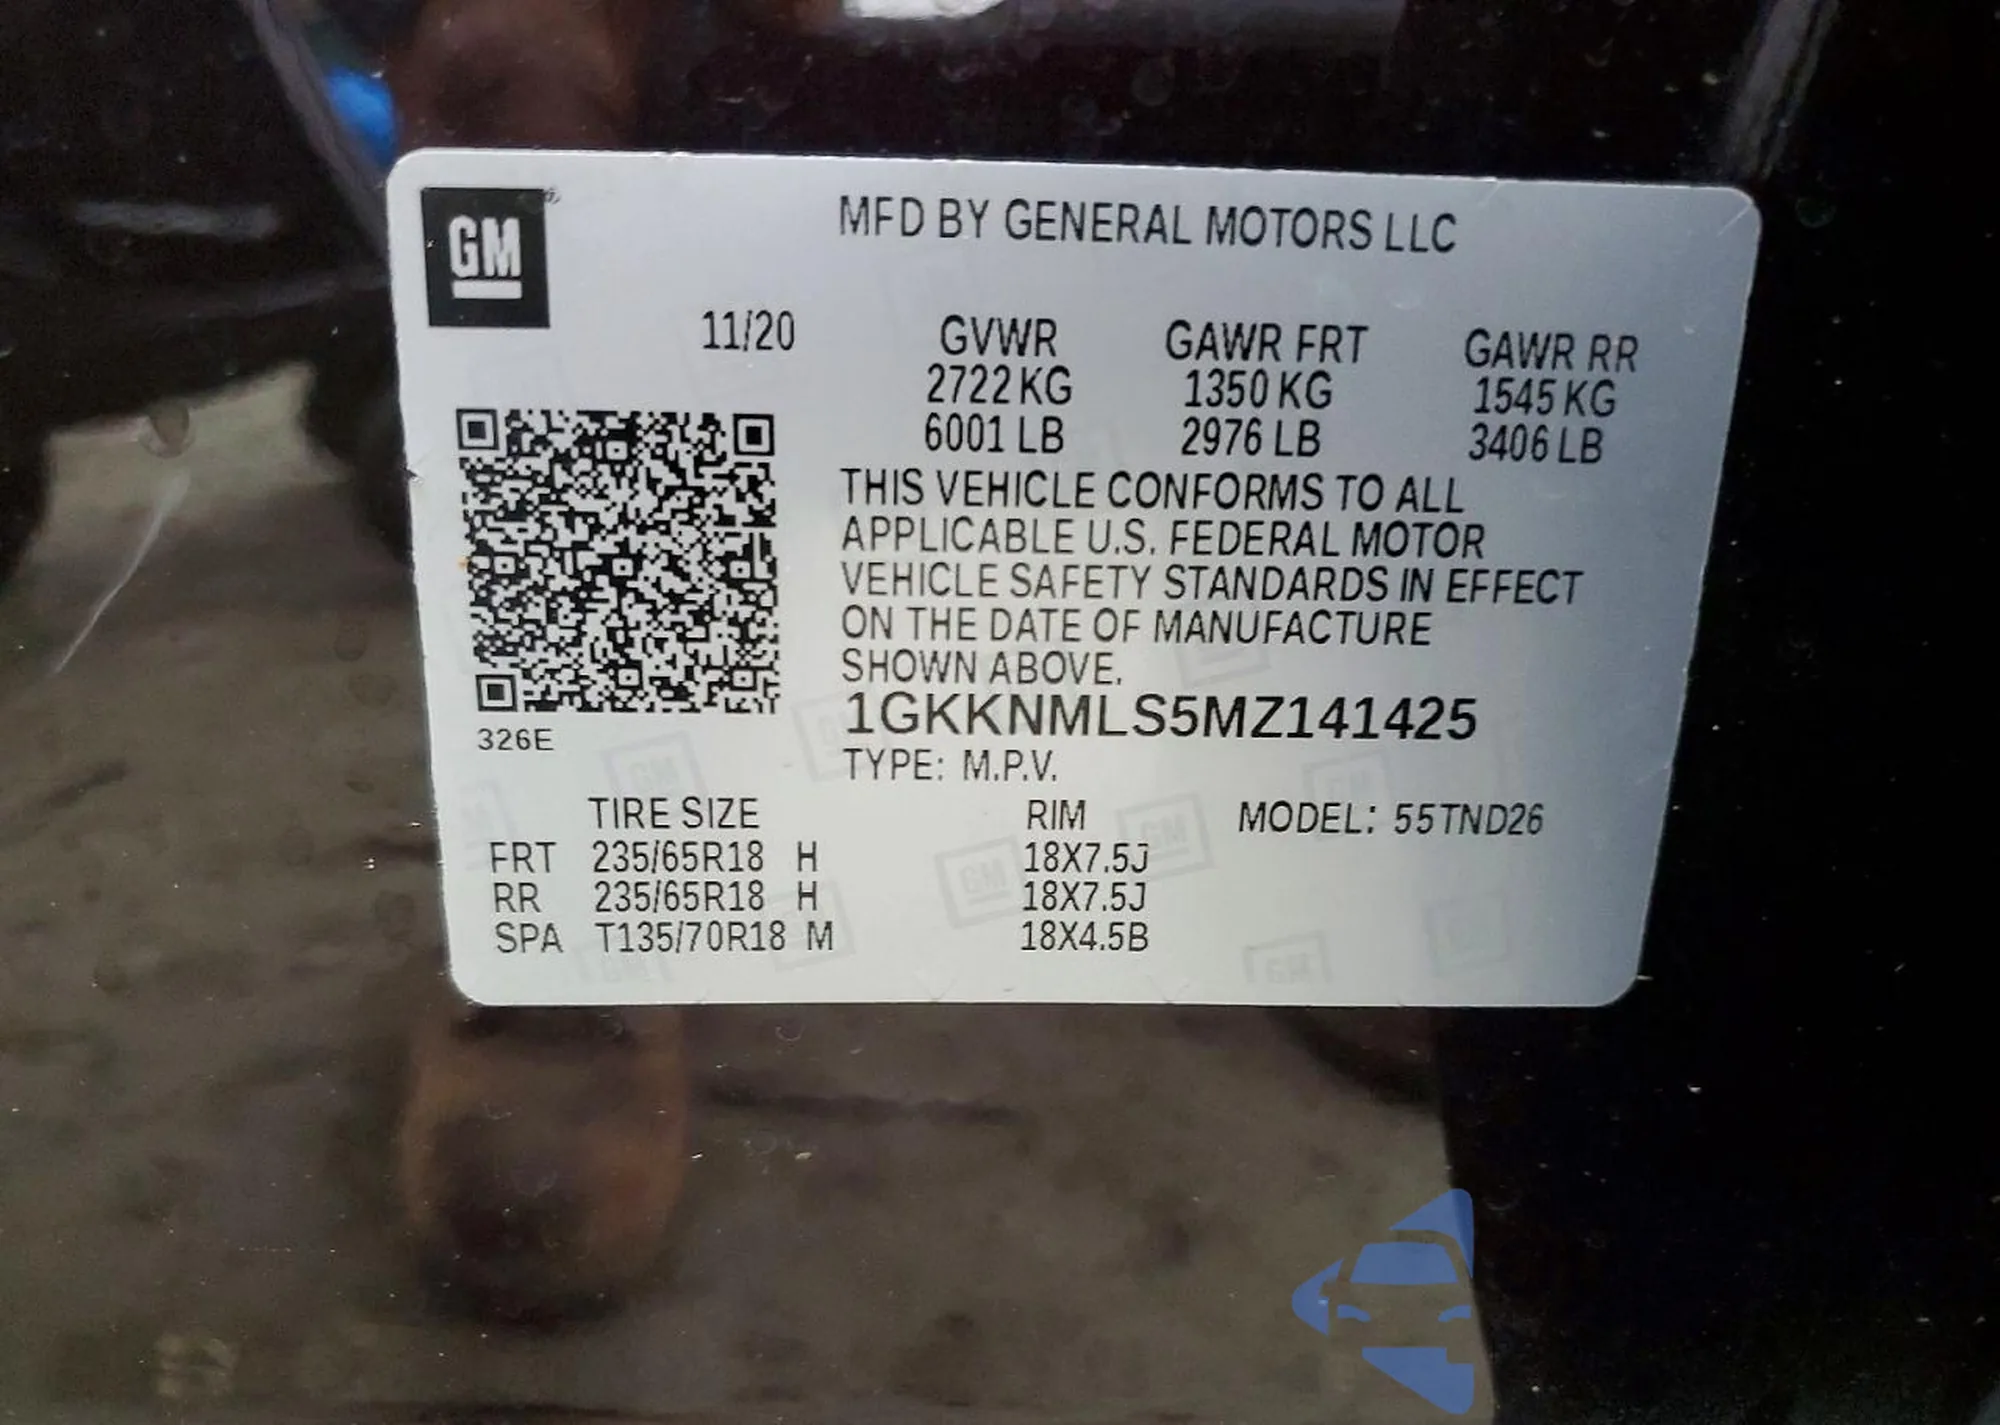 GM
MFD BY GENERAL MOTORS LLC
11/20 GVWR GAWR FRT GAWR RR
2722 KG 1350 KG 1545 KG
6001 LB 2976 LB 3406 LB
THIS VEHICLE CONFORMS TO ALL
APPLICABLE U.S. FEDERAL MOTOR
VEHICLE SAFETY STANDARDS IN EFFECT
ON THE DATE OF MANUFACTURE
SHOWN ABOVE.
1GKKNMLS5MZ141425
326E
TYPE: M.P.V.
TIRE SIZE RIM MODEL: 55TND26
FRT 235/65R18 H 18X7.5J
RR 235/65R18 H 18X7.5J
SPA T135/70R18 M 18X4.5B